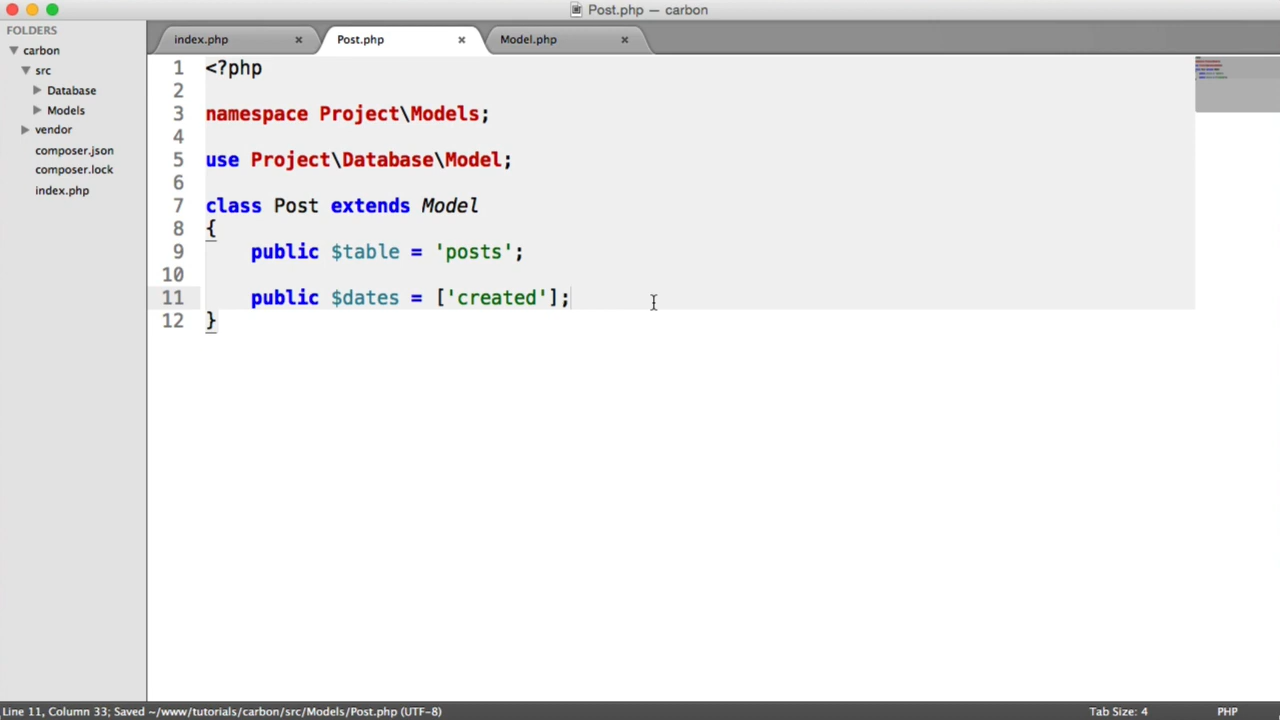 Post.php — carbon
FOLDERS
carbon
src
Database
Models
vendor
composer.json
composer.lock
index.php
index.php × Post.php × Model.php ×
1 <?php
2
3 namespace Project\Models;
4
5 use Project\Database\Model;
6
7 class Post extends Model
8 {
9     public $table = 'posts';
10
11     public $dates = ['created'];
12 }
Line 11, Column 33; Saved ~/www/tutorials/carbon/src/Models/Post.php (UTF-8) Tab Size: 4 PHP